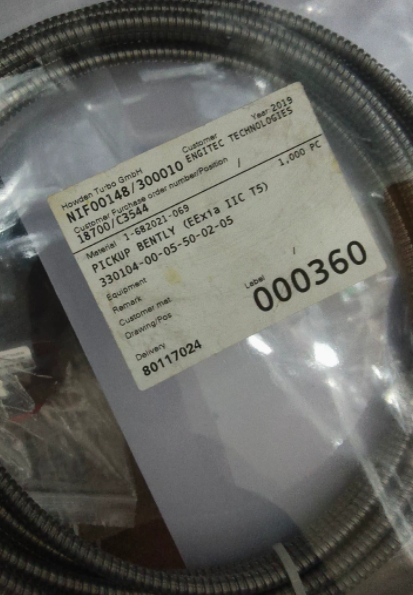 Howden Turbo GmbH Year 2019
NIF00148/300010 Customer ENGITEC TECHNOLOGIES
Customer Purchase order number/Position /
18T00/C3544
Material 1-682021-069 1.000 PC
PICKUP BENTLY (EExia IIC T5)
330104-00-05-50-02-05
Equipment /
Remark
Customer mat.
Drawing/Pos
Label 000360
Delivery
80117024